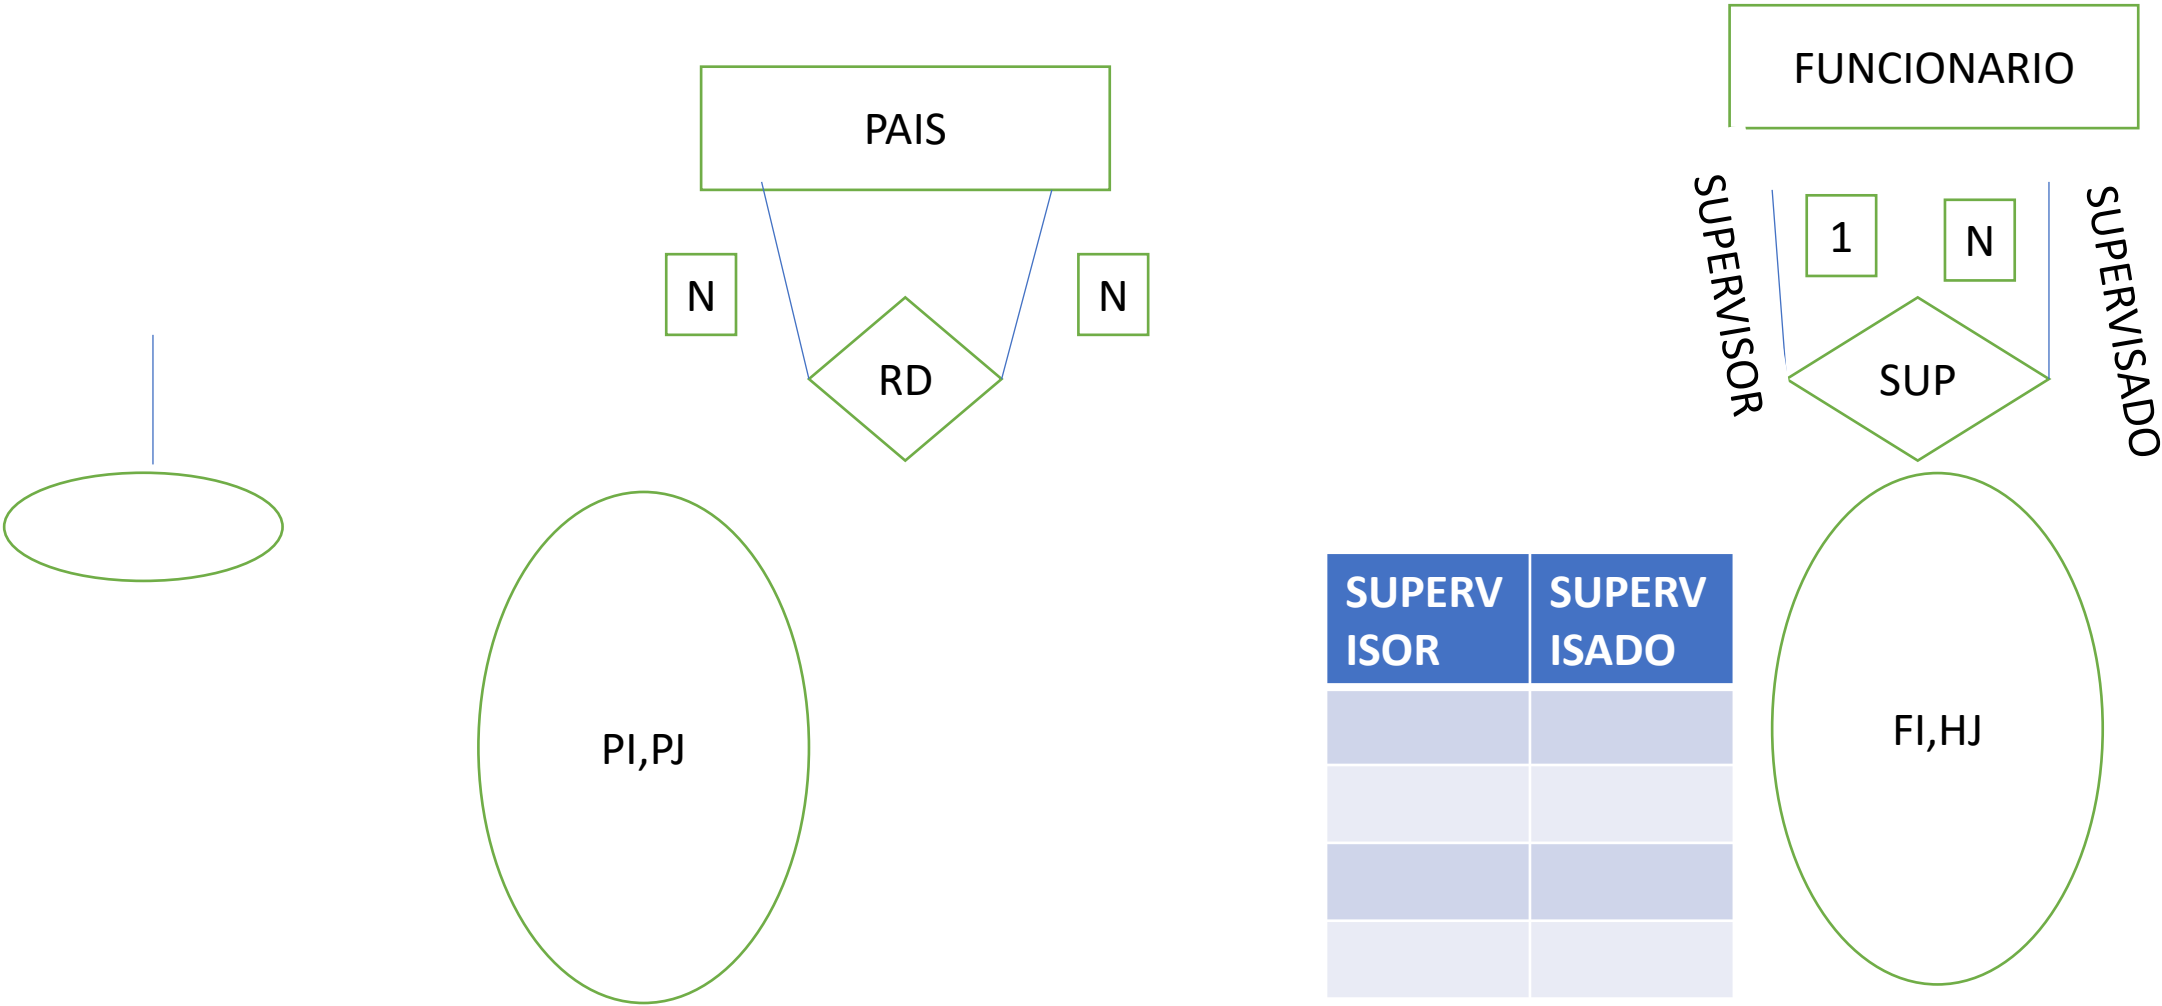 FUNCIONARIO
PAIS
SUPERVISOR
1
N
SUPERVISADO
N
N
RD
SUP
SUPERV
ISOR
SUPERV
ISADO
PI,PJ
FI,HJ